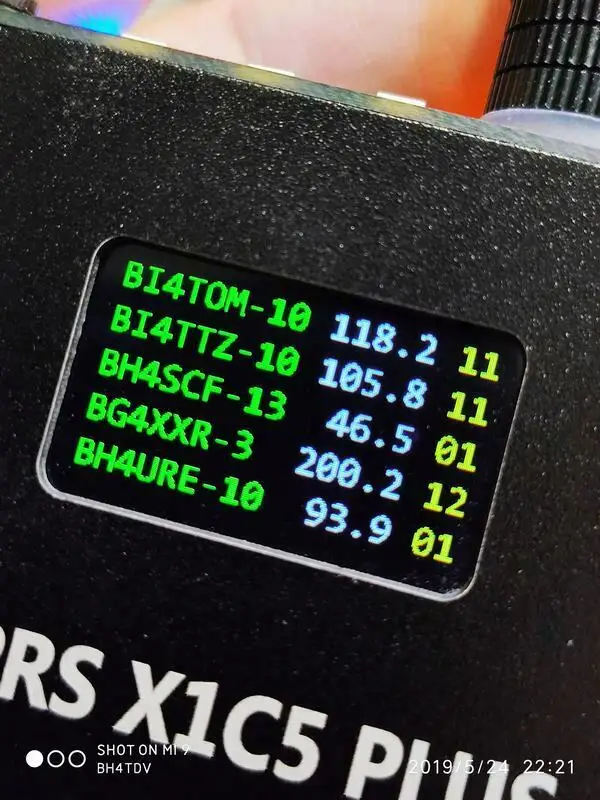 BI4TOM-10 118.2 11
BI4TTZ-10 105.8 11
BH4SCF-13 46.5 01
BG4XXR-3 200.2 12
BH4URE-10 93.9 01
PRS X1C5 PLUS
SHOT ON MI 9
BH4TDV
2019/5/24 22:21